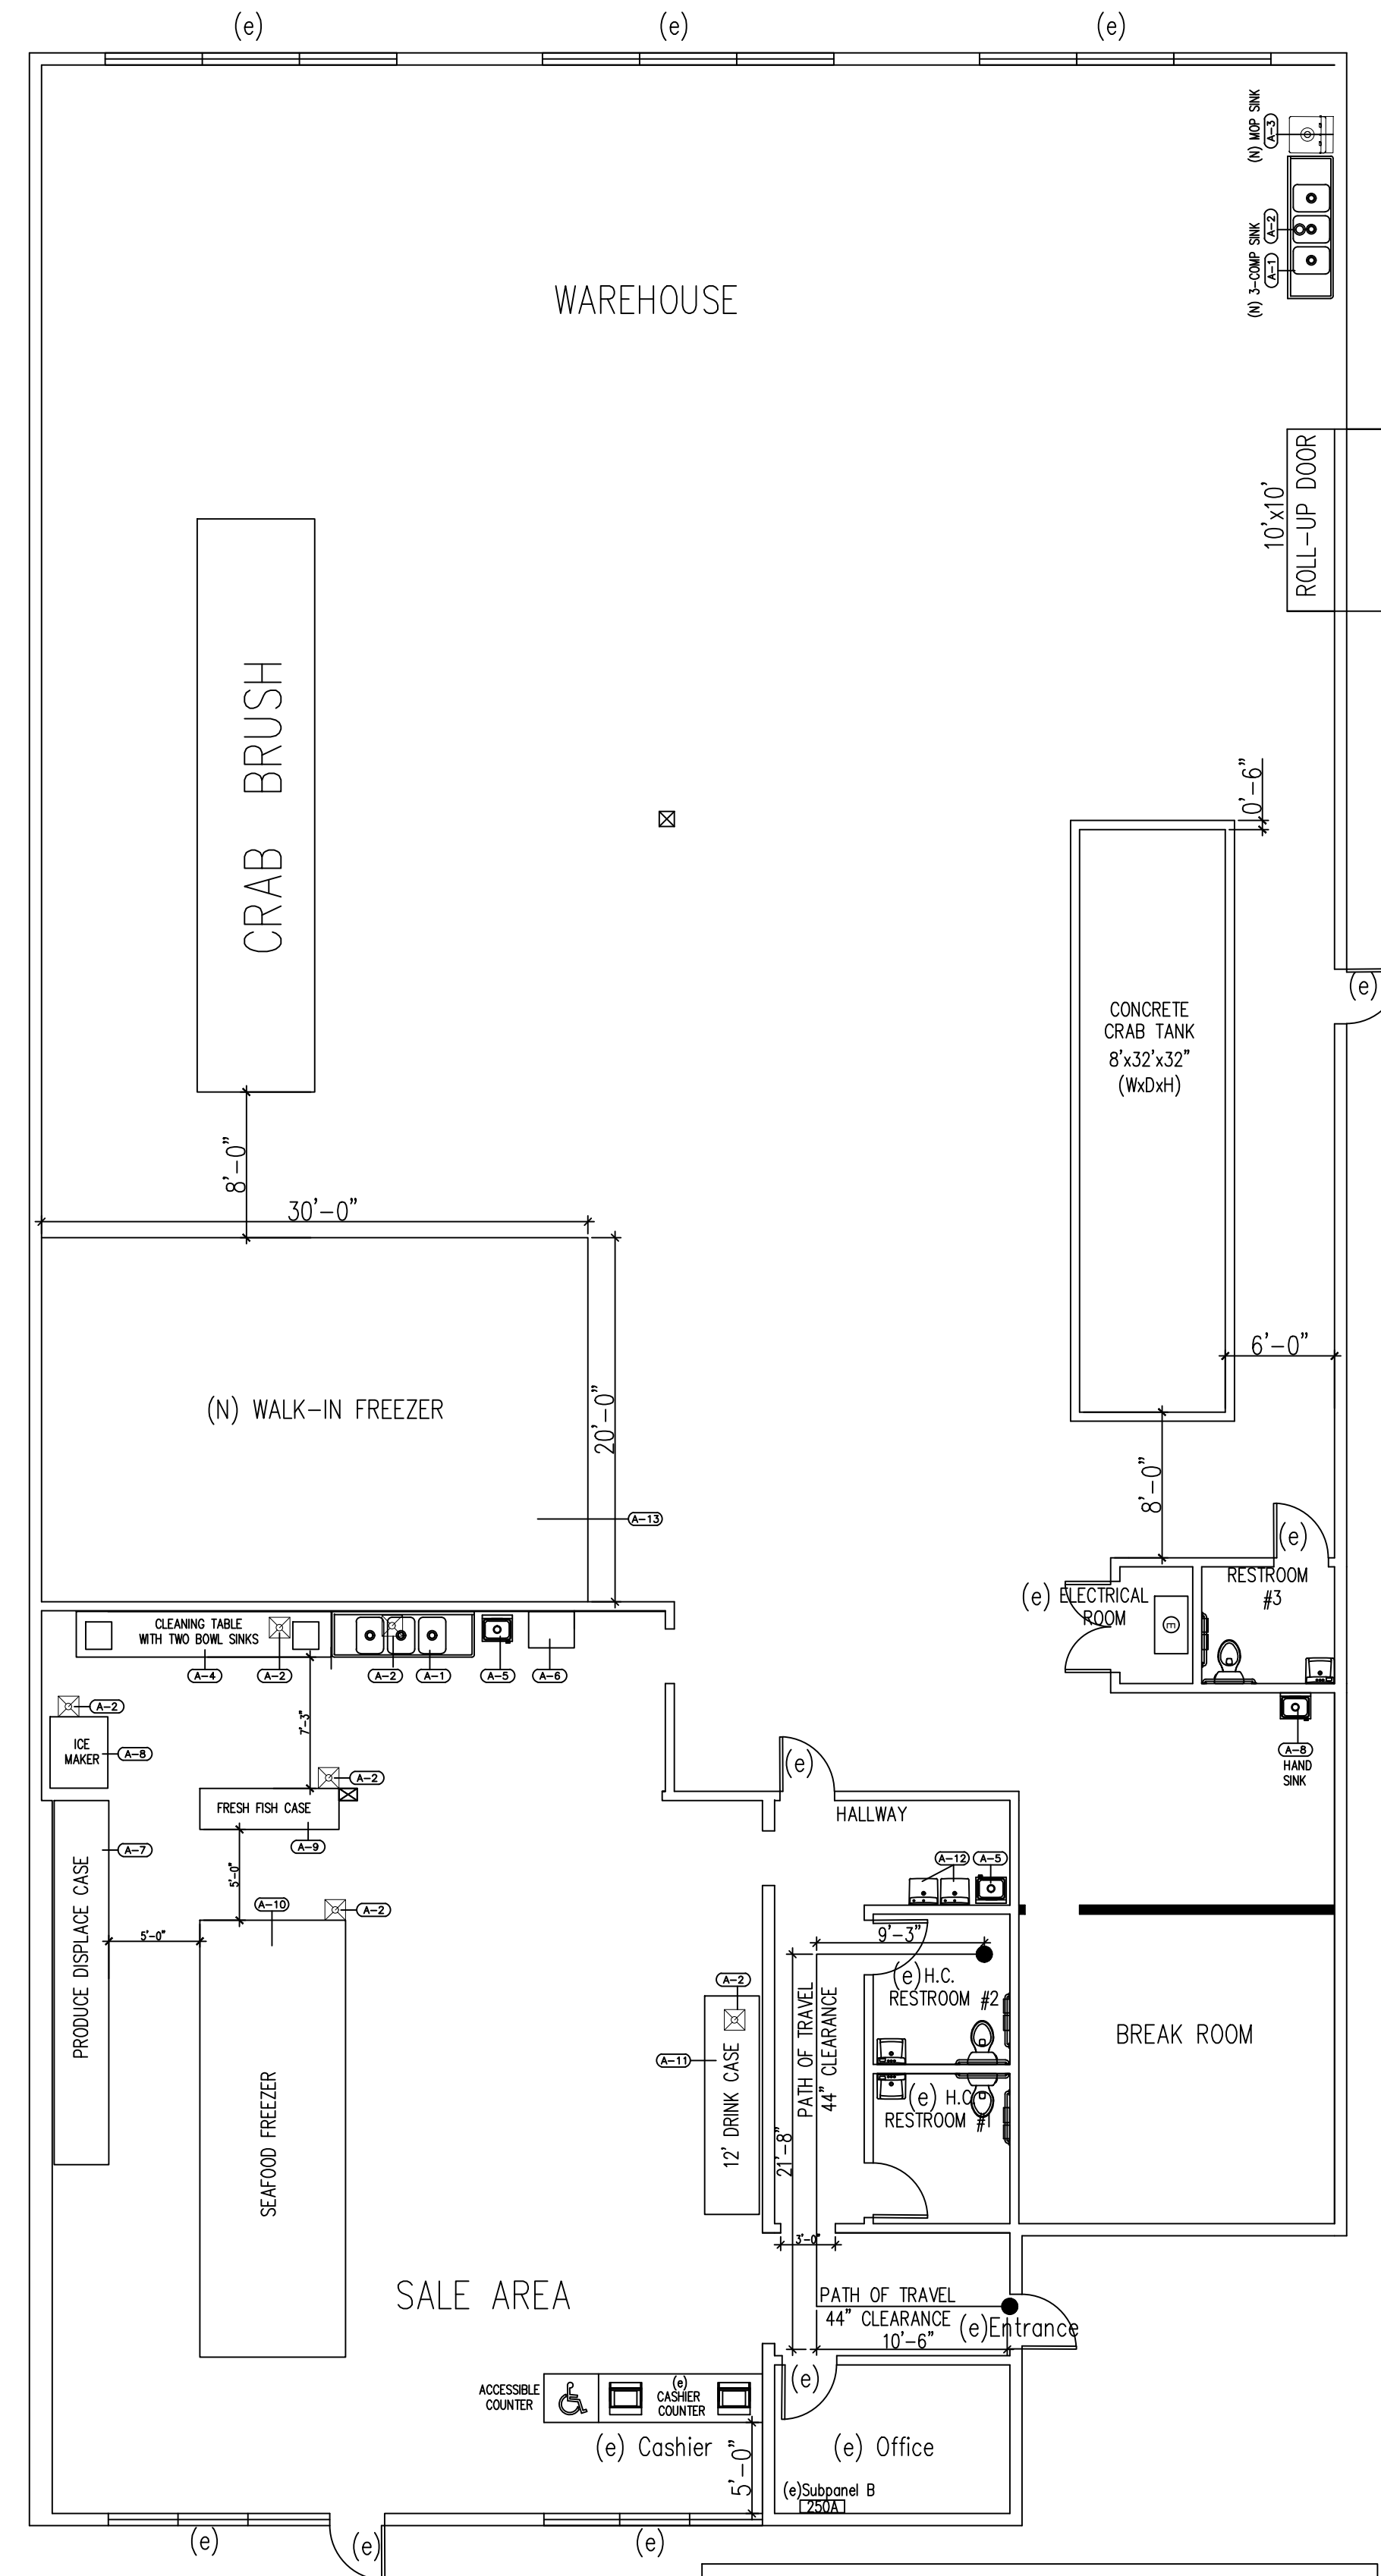 (e)
(e)
(e)
(N) MOP SINK
A-3
(N) 3-COMP SINK
A-2
A-1
WAREHOUSE
10'x10'
ROLL-UP DOOR
CRAB BRUSH
0'-6"
(e)
CONCRETE
CRAB TANK
8'x32'x32"
(WxDxH)
8'-0"
30'-0"
6'-0"
(N) WALK-IN FREEZER
20'-0"
8'-0"
A-13
(e)
RESTROOM
#3
(e) ELECTRICAL
ROOM
E
CLEANING TABLE
WITH TWO BOWL SINKS
A-4
A-2
A-2
A-1
A-5
A-6
A-2
7'-3"
ICE
MAKER
A-8
A-8
HAND
SINK
A-2
(e)
FRESH FISH CASE
A-9
HALLWAY
A-7
PRODUCE DISPLACE CASE
5'-0"
A-12
A-5
A-10
A-2
5'-0"
9'-3"
A-2
(e) H.C.
RESTROOM #2
PATH OF TRAVEL
44" CLEARANCE
BREAK ROOM
A-11
12' DRINK CASE
SEAFOOD FREEZER
(e) H.C
RESTROOM #1
21'-8"
3'-0"
SALE AREA
PATH OF TRAVEL
44" CLEARANCE
(e)Entrance
10'-6"
(e)
ACCESSIBLE
COUNTER
(e)
CASHIER
COUNTER
(e) Cashier
5'-0"
(e) Office
(e)Subpanel B
250A
(e)
(e)
(e)